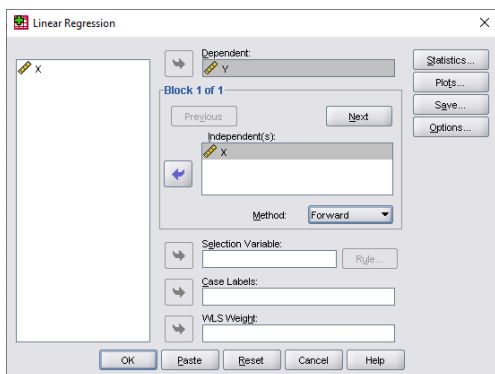 Linear Regression
X
Dependent:
Y
Statistics...
Plots...
Save...
Options...
Block 1 of 1
Previous
Next
Independent(s):
X
Method:
Forward
Selection Variable:
Rule...
Case Labels:
WLS Weight:
OK
Paste
Reset
Cancel
Help